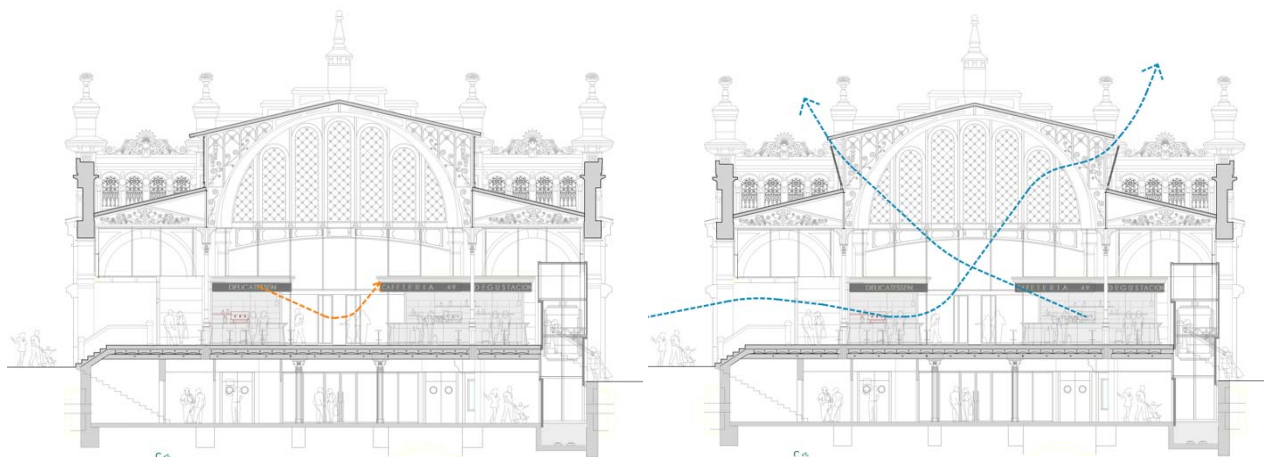 DELICATESSEN
CAFETERIA 49 DEGUSTACION
DELICATESSEN
CAFETERIA 49 DEGUSTACION